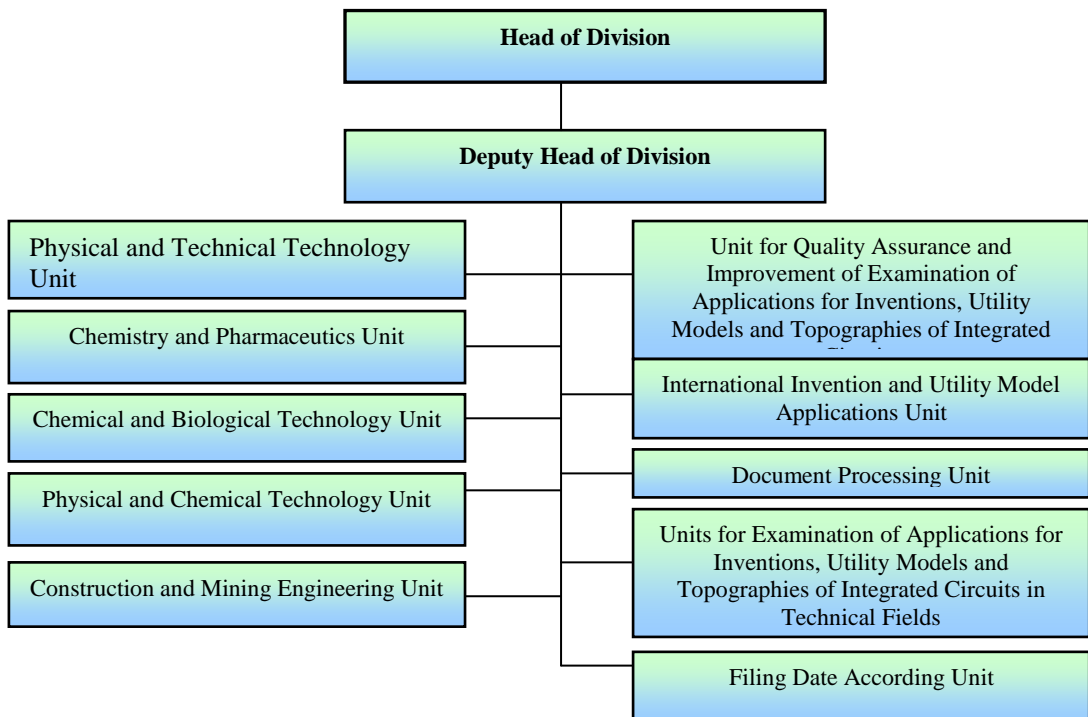 Head of Division
Deputy Head of Division
Physical and Technical Technology
Unit
Chemistry and Pharmaceutics Unit
Chemical and Biological Technology Unit
Physical and Chemical Technology Unit
Construction and Mining Engineering Unit
Unit for Quality Assurance and
Improvement of Examination of
Applications for Inventions, Utility
Models and Topographies of Integrated
International Invention and Utility Model
Applications Unit
Document Processing Unit
Units for Examination of Applications for
Inventions, Utility Models and
Topographies of Integrated Circuits in
Technical Fields
Filing Date According Unit